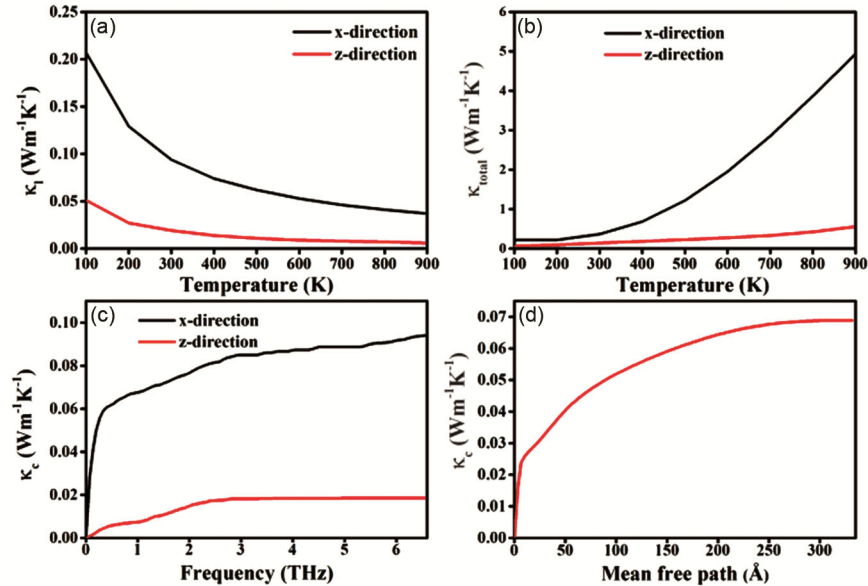 (a)
x-direction
z-direction
0.25
0.20
0.15
0.10
0.05
0.00
κl (Wm-1K-1)
100 200 300 400 500 600 700 800 900
Temperature (K)
(b)
x-direction
z-direction
6
5
4
3
2
1
0
κtotal (Wm-1K-1)
100 200 300 400 500 600 700 800 900
Temperature (K)
(c)
x-direction
z-direction
0.10
0.08
0.06
0.04
0.02
0.00
κc (Wm-1K-1)
0 1 2 3 4 5 6
Frequency (THz)
(d)
0.07
0.06
0.05
0.04
0.03
0.02
0.01
0.00
κc (Wm-1K-1)
0 50 100 150 200 250 300
Mean free path (Å)